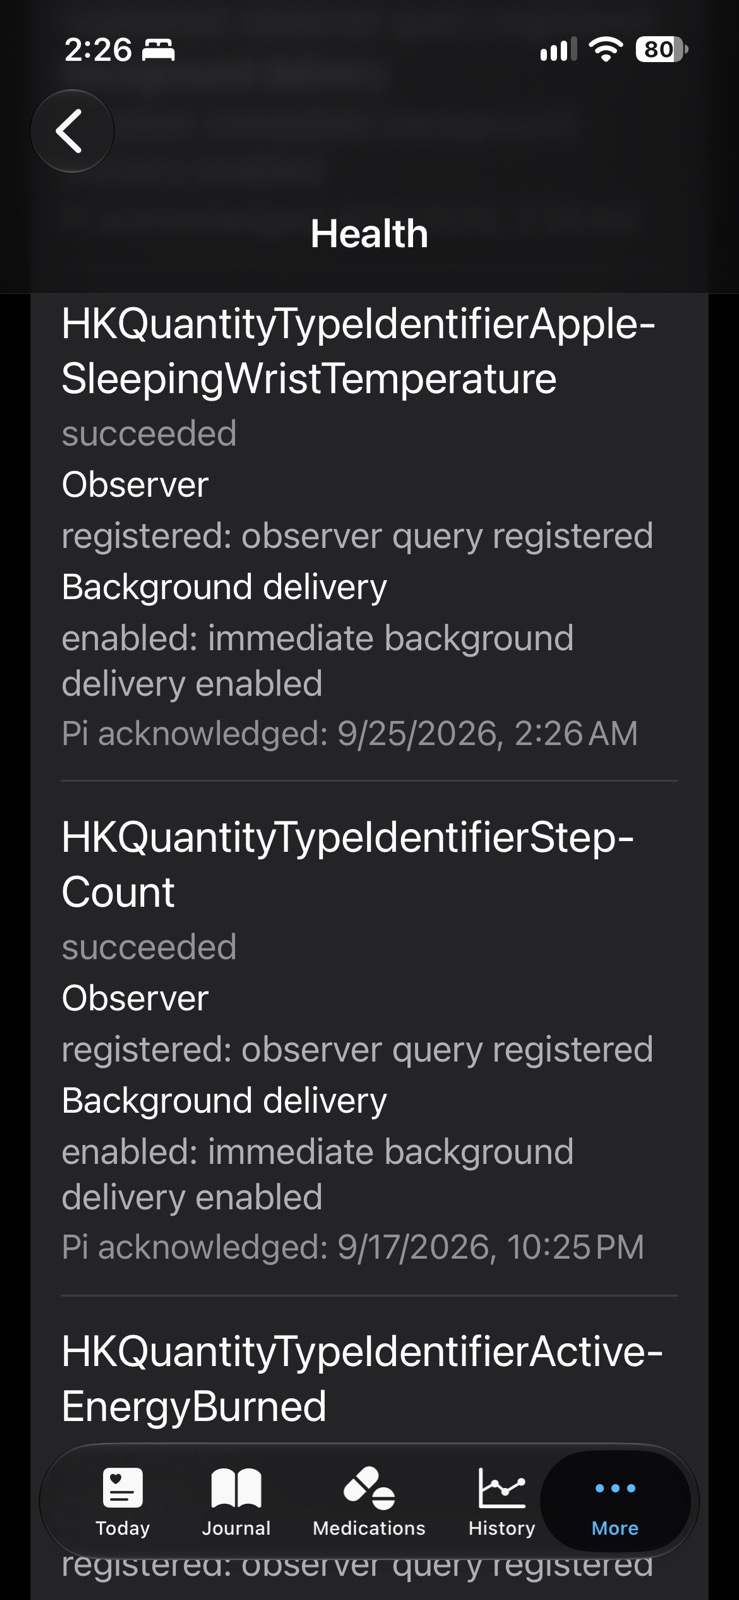 2:26
80
Health
HKQuantityTypeIdentifierApple-
SleepingWristTemperature
succeeded
Observer
registered: observer query registered
Background delivery
enabled: immediate background
delivery enabled
Pi acknowledged: 9/25/2026, 2:26 AM
HKQuantityTypeIdentifierStep-
Count
succeeded
Observer
registered: observer query registered
Background delivery
enabled: immediate background
delivery enabled
Pi acknowledged: 9/17/2026, 10:25 PM
HKQuantityTypeIdentifierActive-
EnergyBurned
Today
Journal
Medications
History
More
registered: observer query registered